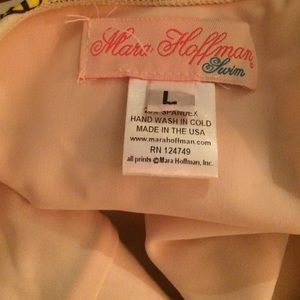 Mara Hoffman
Swim
L
SPANDEX
HAND WASH IN COLD
MADE IN THE USA
www.marahoffman.com
RN 124749
all prints ©Mara Hoffman, Inc.